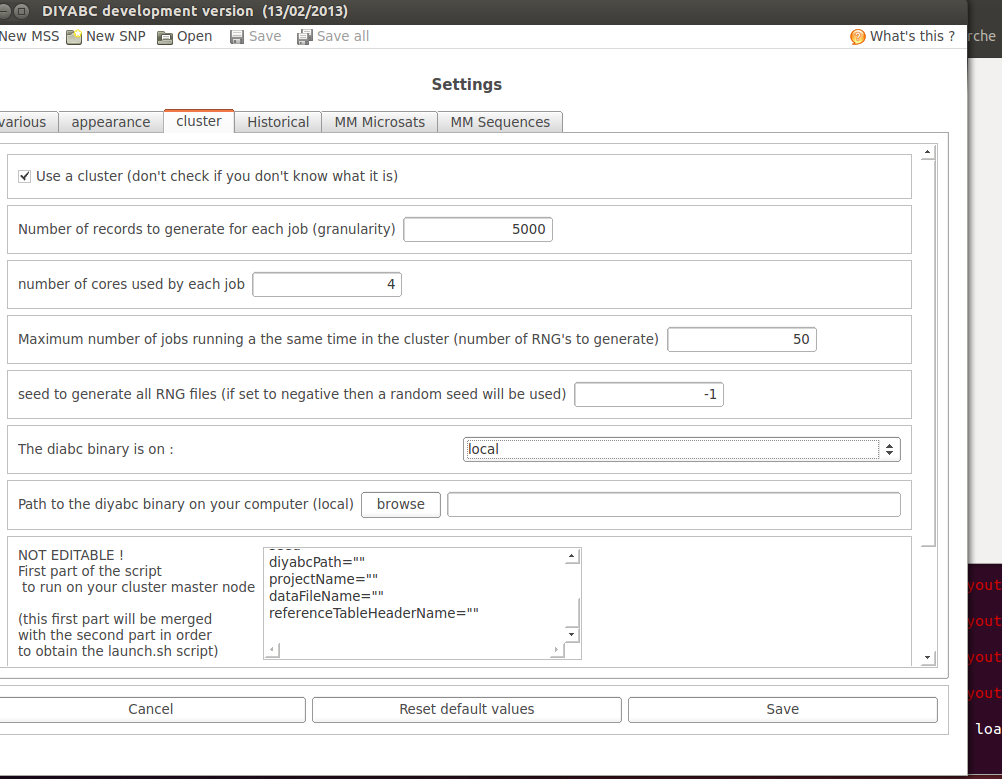 DIYABC development version (13/02/2013)
New MSS New SNP Open Save Save all What's this ?
rche
Settings
various appearance cluster Historical MM Microsats MM Sequences
Use a cluster (don't check if you don't know what it is)
Number of records to generate for each job (granularity) 5000
number of cores used by each job 4
Maximum number of jobs running a the same time in the cluster (number of RNG's to generate) 50
seed to generate all RNG files (if set to negative then a random seed will be used) -1
The diabc binary is on : local
Path to the diyabc binary on your computer (local) browse
NOT EDITABLE !
First part of the script
to run on your cluster master node
(this first part will be merged
with the second part in order
to obtain the launch.sh script)
diyabcPath=""
projectName=""
dataFileName=""
referenceTableHeaderName=""
yout
yout
yout
yout
loa
Cancel Reset default values Save